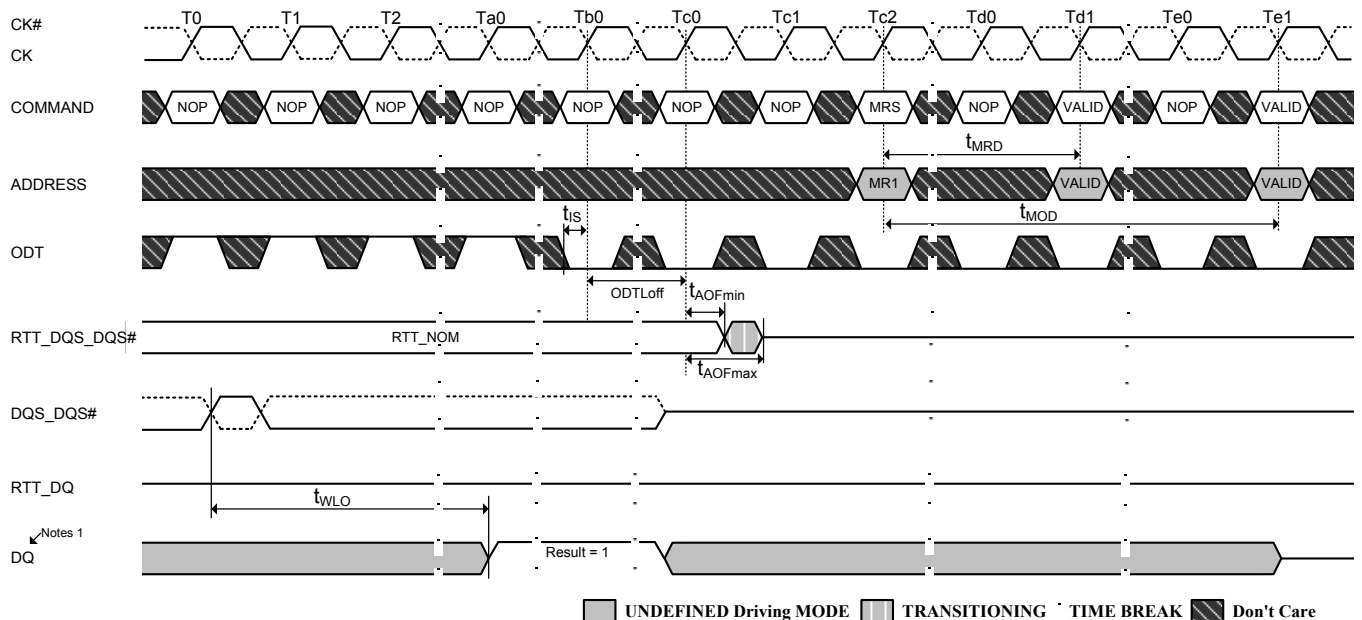 CK# T0 T1 T2 Ta0 Tb0 Tc0 Tc1 Tc2 Td0 Td1 Te0 Te1
CK
COMMAND NOP NOP NOP NOP NOP NOP NOP MRS NOP VALID NOP VALID
tMRD
ADDRESS MR1 VALID VALID
tIS tMOD
ODT
ODTLoff tAOFmin
RTT_DQS_DQS# RTT_NOM
tAOFmax
DQS_DQS#
RTT_DQ
tWLO
Notes 1
DQ Result = 1
UNDEFINED Driving MODE TRANSITIONING TIME BREAK Don't Care